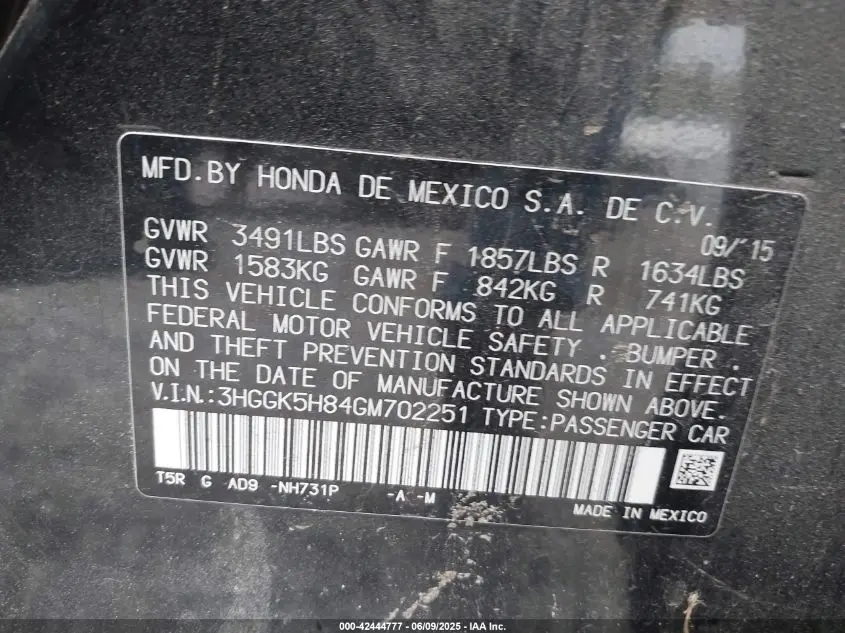 MFD.BY HONDA DE MEXICO S.A. DE C.V.
09/'15
GVWR 3491LBS GAWR F 1857LBS R 1634LBS
GVWR 1583KG GAWR F 842KG R 741KG
THIS VEHICLE CONFORMS TO ALL APPLICABLE
FEDERAL MOTOR VEHICLE SAFETY , BUMPER ,
AND THEFT PREVENTION STANDARDS IN EFFECT
ON THE DATE OF MANUFACTURE SHOWN ABOVE.
V.I.N.:3HGGK5H84GM702251 TYPE:PASSENGER CAR
T5R G AD9 -NH731P -A -M
MADE IN MEXICO
000-42444777 - 06/09/2025 - IAA Inc.